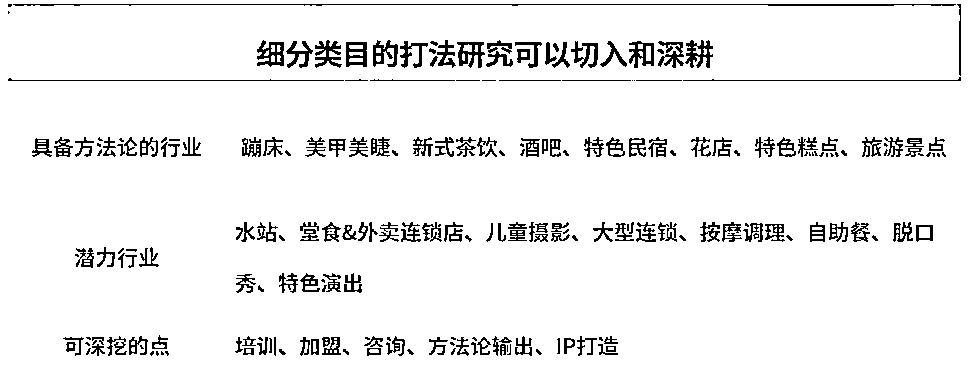 细分类目的打法研究可以切入和深耕
具备方法论的行业 蹦床、美甲美睫、新式茶饮、酒吧、特色民宿、花店、特色糕点、旅游景点
潜力行业 水站、堂食&外卖连锁店、儿童摄影、大型连锁、按摩调理、自助餐、脱口
秀、特色演出
可深挖的点 培训、加盟、咨询、方法论输出、IP打造